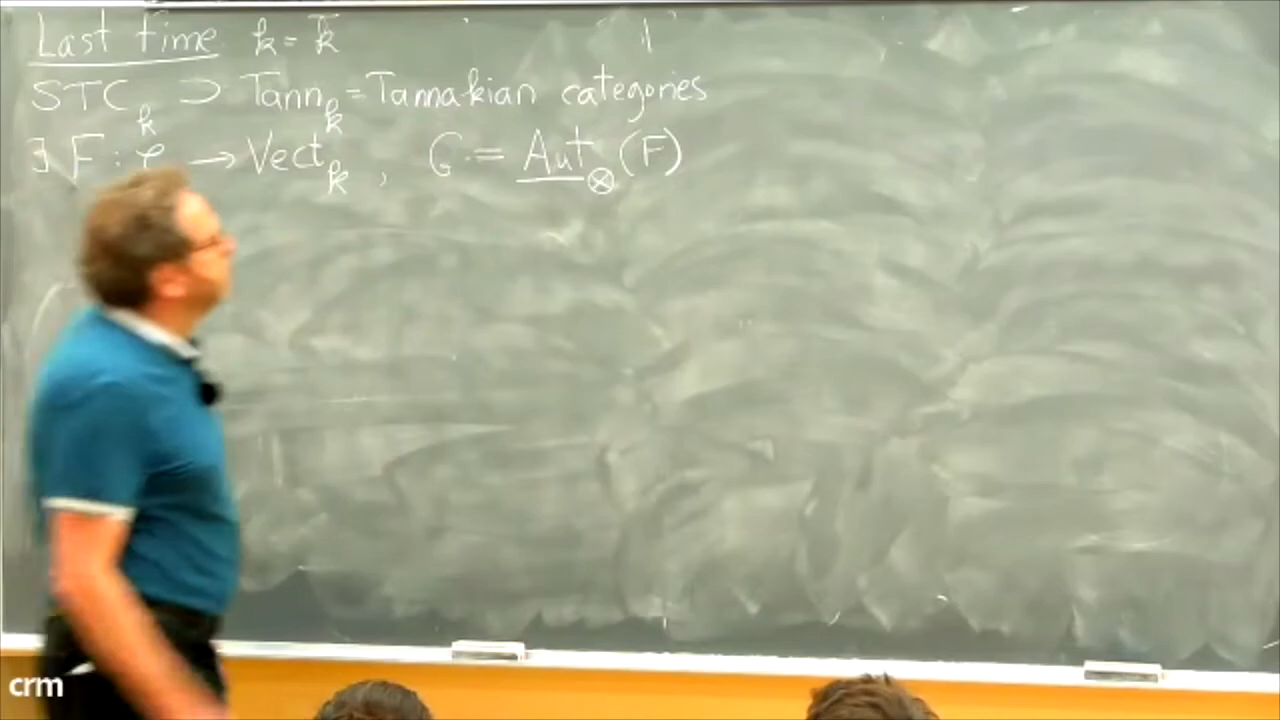 Last time k = k̅
STC_k ⊃ Tann_k = Tannakian categories
∃ F : 𝒞 → Vect_k , G := Aut_⊗ (F)
crm